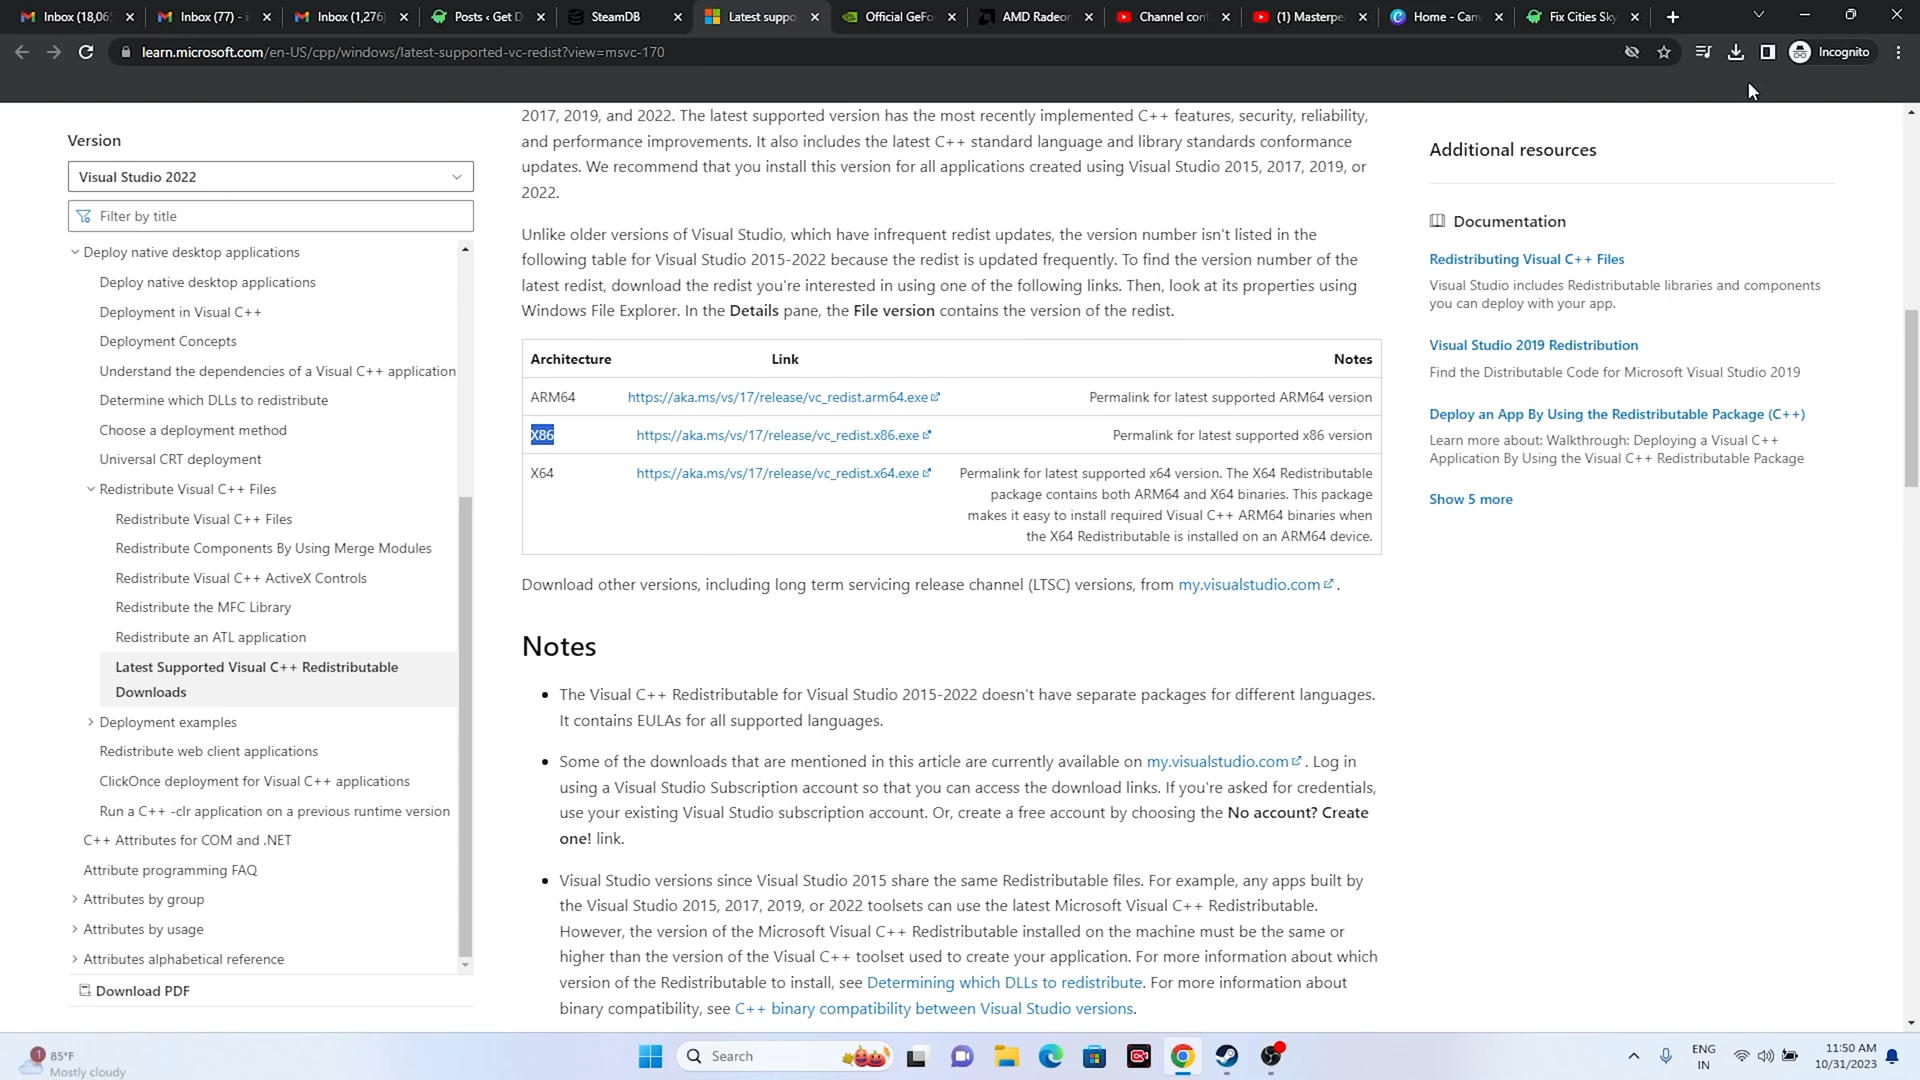 Inbox (18,06
Inbox (77) - i
Inbox (1,276)
Posts ‹ Get D
SteamDB
Latest suppo
Official GeFo
AMD Radeo
Channel con
(1) Masterpe
Home - Can
Fix Cities Sky
learn.microsoft.com/en-US/cpp/windows/latest-supported-vc-redist?view=msvc-170
Incognito
Version
Visual Studio 2022
Filter by title
Deploy native desktop applications
Deploy native desktop applications
Deployment in Visual C++
Deployment Concepts
Understand the dependencies of a Visual C++ application
Determine which DLLs to redistribute
Choose a deployment method
Universal CRT deployment
Redistribute Visual C++ Files
Redistribute Visual C++ Files
Redistribute Components By Using Merge Modules
Redistribute Visual C++ ActiveX Controls
Redistribute the MFC Library
Redistribute an ATL application
Latest Supported Visual C++ Redistributable
Downloads
Deployment examples
Redistribute web client applications
ClickOnce deployment for Visual C++ applications
Run a C++ -clr application on a previous runtime version
C++ Attributes for COM and .NET
Attribute programming FAQ
Attributes by group
Attributes by usage
Attributes alphabetical reference
Download PDF
2017, 2019, and 2022. The latest supported version has the most recently implemented C++ features, security, reliability,
and performance improvements. It also includes the latest C++ standard language and library standards conformance
updates. We recommend that you install this version for all applications created using Visual Studio 2015, 2017, 2019, or
2022.
Unlike older versions of Visual Studio, which have infrequent redist updates, the version number isn't listed in the
following table for Visual Studio 2015-2022 because the redist is updated frequently. To find the version number of the
latest redist, download the redist you're interested in using one of the following links. Then, look at its properties using
Windows File Explorer. In the Details pane, the File version contains the version of the redist.
Architecture Link Notes
ARM64 https://aka.ms/vs/17/release/vc_redist.arm64.exe Permalink for latest supported ARM64 version
X86 https://aka.ms/vs/17/release/vc_redist.x86.exe Permalink for latest supported x86 version
X64 https://aka.ms/vs/17/release/vc_redist.x64.exe Permalink for latest supported x64 version. The X64 Redistributable
package contains both ARM64 and X64 binaries. This package
makes it easy to install required Visual C++ ARM64 binaries when
the X64 Redistributable is installed on an ARM64 device.
Download other versions, including long term servicing release channel (LTSC) versions, from my.visualstudio.com .
Notes
• The Visual C++ Redistributable for Visual Studio 2015-2022 doesn't have separate packages for different languages.
It contains EULAs for all supported languages.
• Some of the downloads that are mentioned in this article are currently available on my.visualstudio.com . Log in
using a Visual Studio Subscription account so that you can access the download links. If you're asked for credentials,
use your existing Visual Studio subscription account. Or, create a free account by choosing the No account? Create
one! link.
• Visual Studio versions since Visual Studio 2015 share the same Redistributable files. For example, any apps built by
the Visual Studio 2015, 2017, 2019, or 2022 toolsets can use the latest Microsoft Visual C++ Redistributable.
However, the version of the Microsoft Visual C++ Redistributable installed on the machine must be the same or
higher than the version of the Visual C++ toolset used to create your application. For more information about which
version of the Redistributable to install, see Determining which DLLs to redistribute. For more information about
binary compatibility, see C++ binary compatibility between Visual Studio versions.
Additional resources
Documentation
Redistributing Visual C++ Files
Visual Studio includes Redistributable libraries and components
you can deploy with your app.
Visual Studio 2019 Redistribution
Find the Distributable Code for Microsoft Visual Studio 2019
Deploy an App By Using the Redistributable Package (C++)
Learn more about: Walkthrough: Deploying a Visual C++
Application By Using the Visual C++ Redistributable Package
Show 5 more
1
85°F
Mostly cloudy
Search
ENG
IN
11:50 AM
10/31/2023